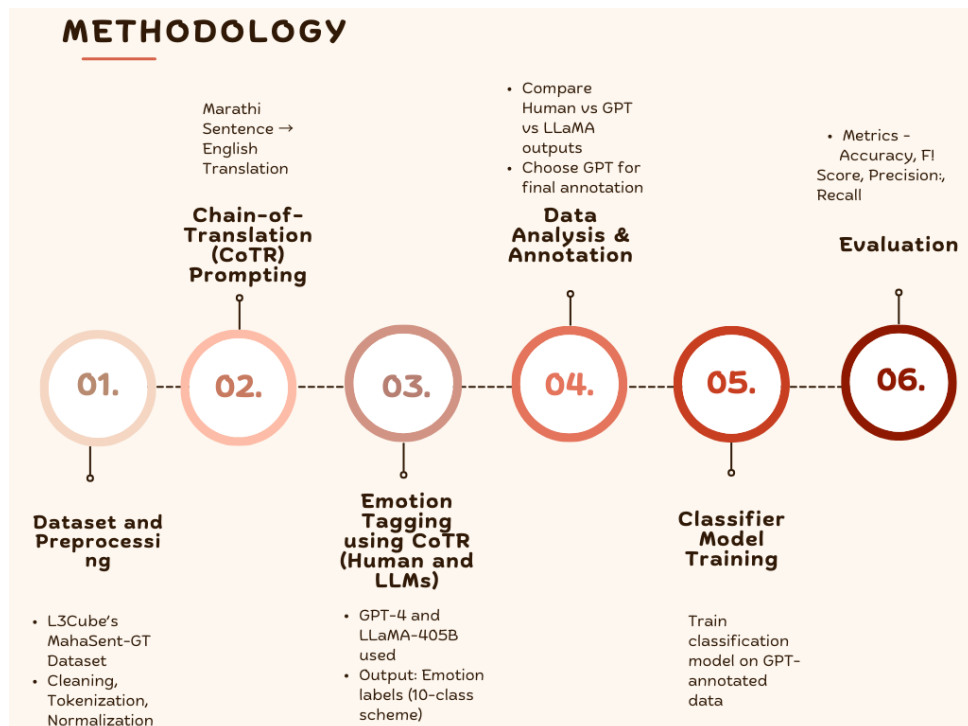 METHODOLOGY
Marathi
Sentence →
English
Translation
Chain-of-
Translation
(CoTR)
Prompting
• Compare
Human vs GPT
vs LLaMA
outputs
• Choose GPT for
final annotation
Data
Analysis &
Annotation
• Metrics -
Accuracy, F!
Score, Precision:,
Recall
Evaluation
01.
02.
03.
04.
05.
06.
Dataset and
Preprocessi
ng
• L3Cube's
MahaSent-GT
Dataset
• Cleaning,
Tokenization,
Normalization
Emotion
Tagging
using CoTR
(Human and
LLMs)
• GPT-4 and
LLaMA-405B
used
• Output: Emotion
labels (10-class
scheme)
Classifier
Model
Training
Train
classification
model on GPT-
annotated
data